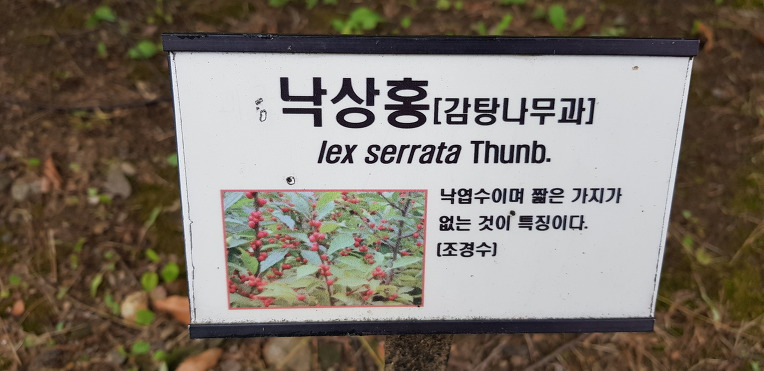 낙상홍[감탕나무과]
lex serrata Thunb.
낙엽수이며 짧은 가지가
없는 것이 특징이다.
(조경수)